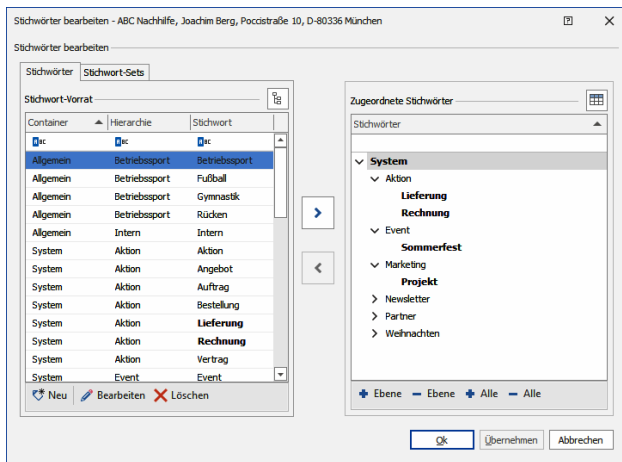 Stichwörter bearbeiten - ABC Nachhilfe, Joachim Berg, Poccistraße 10, D-80336 München
Stichwörter bearbeiten
Stichwörter Stichwort-Sets
Stichwort-Vorrat
Container Hierarchie Stichwort
ABC ABC ABC
Allgemein Betriebssport Betriebssport
Allgemein Betriebssport Fußball
Allgemein Betriebssport Gymnastik
Allgemein Betriebssport Rücken
Allgemein Intern Intern
System Aktion Aktion
System Aktion Angebot
System Aktion Auftrag
System Aktion Bestellung
System Aktion Lieferung
System Aktion Rechnung
System Aktion Vertrag
System Event Event
Neu Bearbeiten Löschen
Zugeordnete Stichwörter
Stichwörter
System
Aktion
Lieferung
Rechnung
Event
Sommerfest
Marketing
Projekt
Newsletter
Partner
Weihnachten
+ Ebene − Ebene + Alle − Alle
Ok Übernehmen Abbrechen